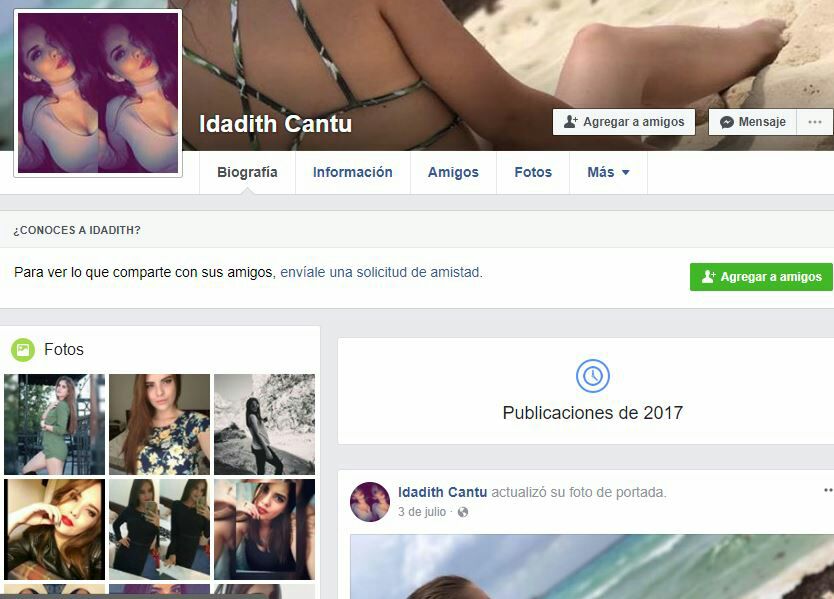 Idadith Cantu
Agregar a amigos
Mensaje
Biografía
Información
Amigos
Fotos
Más
¿CONOCES A IDADITH?
Para ver lo que comparte con sus amigos, envíale una solicitud de amistad.
Agregar a amigos
Fotos
Publicaciones de 2017
Idadith Cantu actualizó su foto de portada.
3 de julio ·